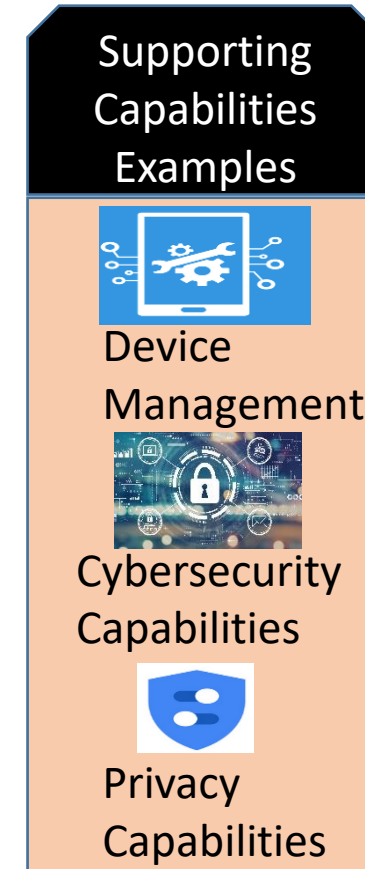 Supporting
Capabilities
Examples
Device
Management
Cybersecurity
Capabilities
Privacy
Capabilities